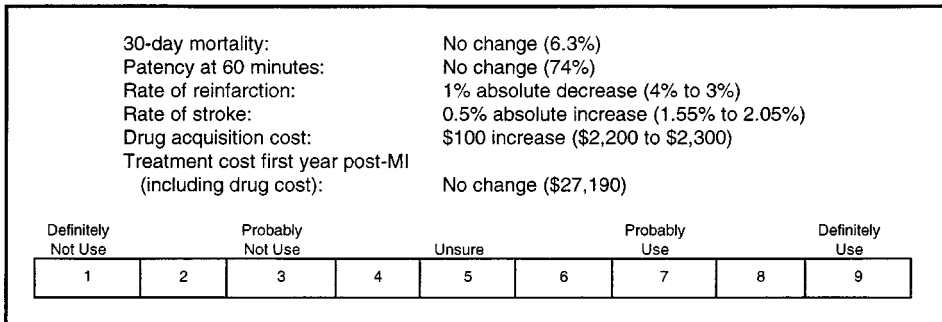 30-day mortality: No change (6.3%)
Patency at 60 minutes: No change (74%)
Rate of reinfarction: 1% absolute decrease (4% to 3%)
Rate of stroke: 0.5% absolute increase (1.55% to 2.05%)
Drug acquisition cost: $100 increase ($2,200 to $2,300)
Treatment cost first year post-MI
(including drug cost): No change ($27,190)
Definitely Probably Probably Definitely
Not Use Not Use Unsure Use Use
1 2 3 4 5 6 7 8 9